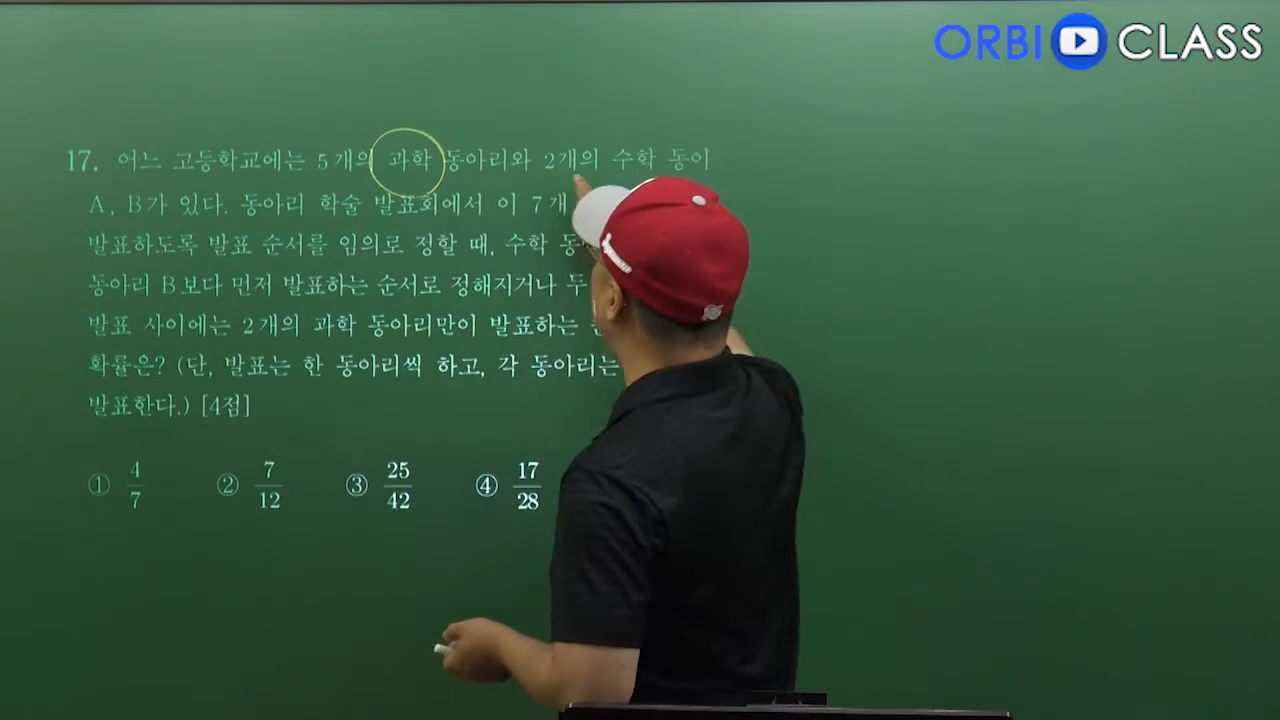 ORBI CLASS
17. 어느 고등학교에는 5개의 과학 동아리와 2개의 수학 동아
A, B가 있다. 동아리 학술 발표회에서 이 7개
발표하도록 발표 순서를 임의로 정할 때, 수학
동아리 B보다 먼저 발표하는 순서로 정해지거나 두
발표 사이에는 2개의 과학 동아리만이 발표하는
확률은? (단, 발표는 한 동아리씩 하고, 각 동아리는
발표한다.) [4점]
① 4/7 ② 7/12 ③ 25/42 ④ 17/28